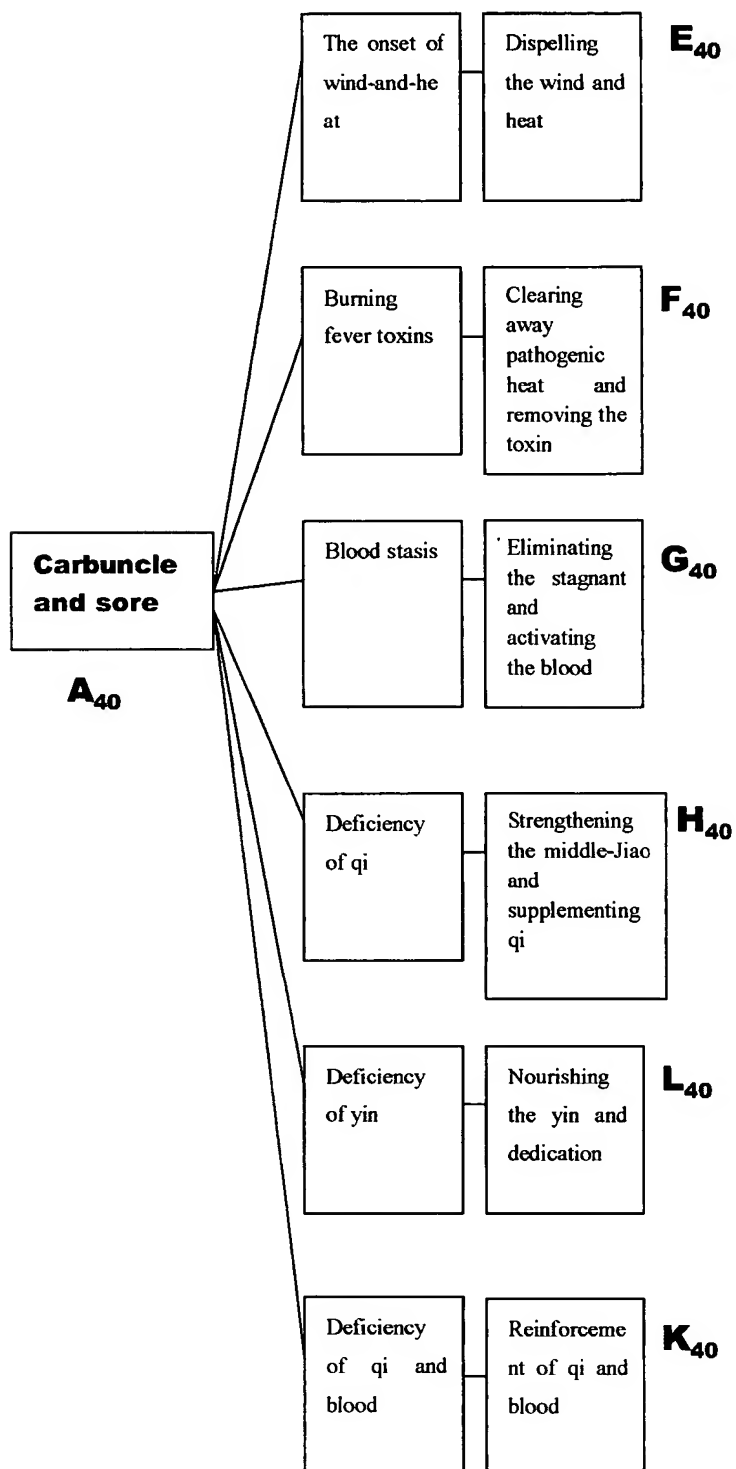 The onset of
wind-and-he
at
Dispelling
the wind and
heat
E40
Burning
fever toxins
Clearing
away
pathogenic
heat and
removing the
toxin
F40
Carbuncle
and sore
A40
Blood stasis
Eliminating
the stagnant
and
activating
the blood
G40
Deficiency
of qi
Strengthening
the middle-Jiao
and
supplementing
qi
H40
Deficiency
of yin
Nourishing
the yin and
dedication
L40
Deficiency
of qi and
blood
Reinforceme
nt of qi and
blood
K40